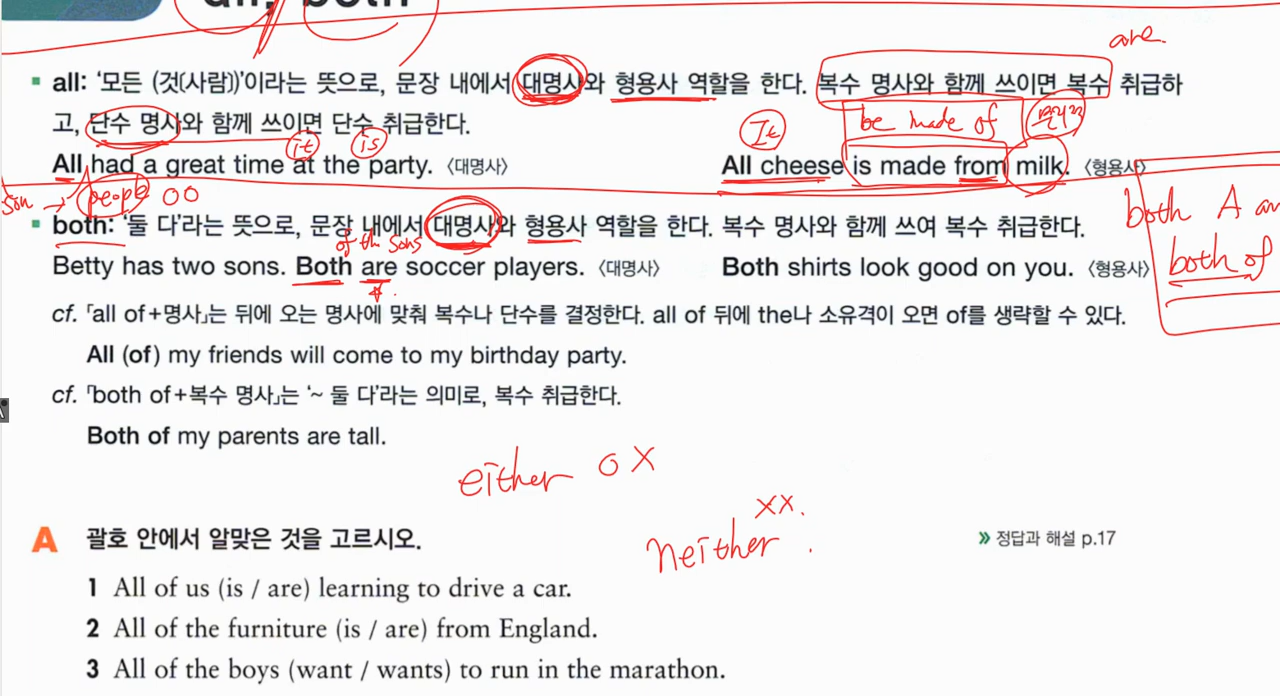 all, both
are
▪ all: '모든 (것(사람))'이라는 뜻으로, 문장 내에서 대명사와 형용사 역할을 한다. 복수 명사와 함께 쓰이면 복수 취급하
고, 단수 명사와 함께 쓰이면 단수 취급한다.
It be made of
it is
All had a great time at the party. 〈대명사〉 All cheese is made from milk. 〈형용사〉
son → people OO
both A an
▪ both: '둘 다'라는 뜻으로, 문장 내에서 대명사와 형용사 역할을 한다. 복수 명사와 함께 쓰여 복수 취급한다.
of the sons
both of
Betty has two sons. Both are soccer players. 〈대명사〉 Both shirts look good on you. 〈형용사〉
cf. 「all of+명사」는 뒤에 오는 명사에 맞춰 복수나 단수를 결정한다. all of 뒤에 the나 소유격이 오면 of를 생략할 수 있다.
All (of) my friends will come to my birthday party.
cf. 「both of+복수 명사」는 '~ 둘 다'라는 의미로, 복수 취급한다.
Both of my parents are tall.
either O X
XX.
neither.
A 괄호 안에서 알맞은 것을 고르시오. » 정답과 해설 p.17
1 All of us (is / are) learning to drive a car.
2 All of the furniture (is / are) from England.
3 All of the boys (want / wants) to run in the marathon.